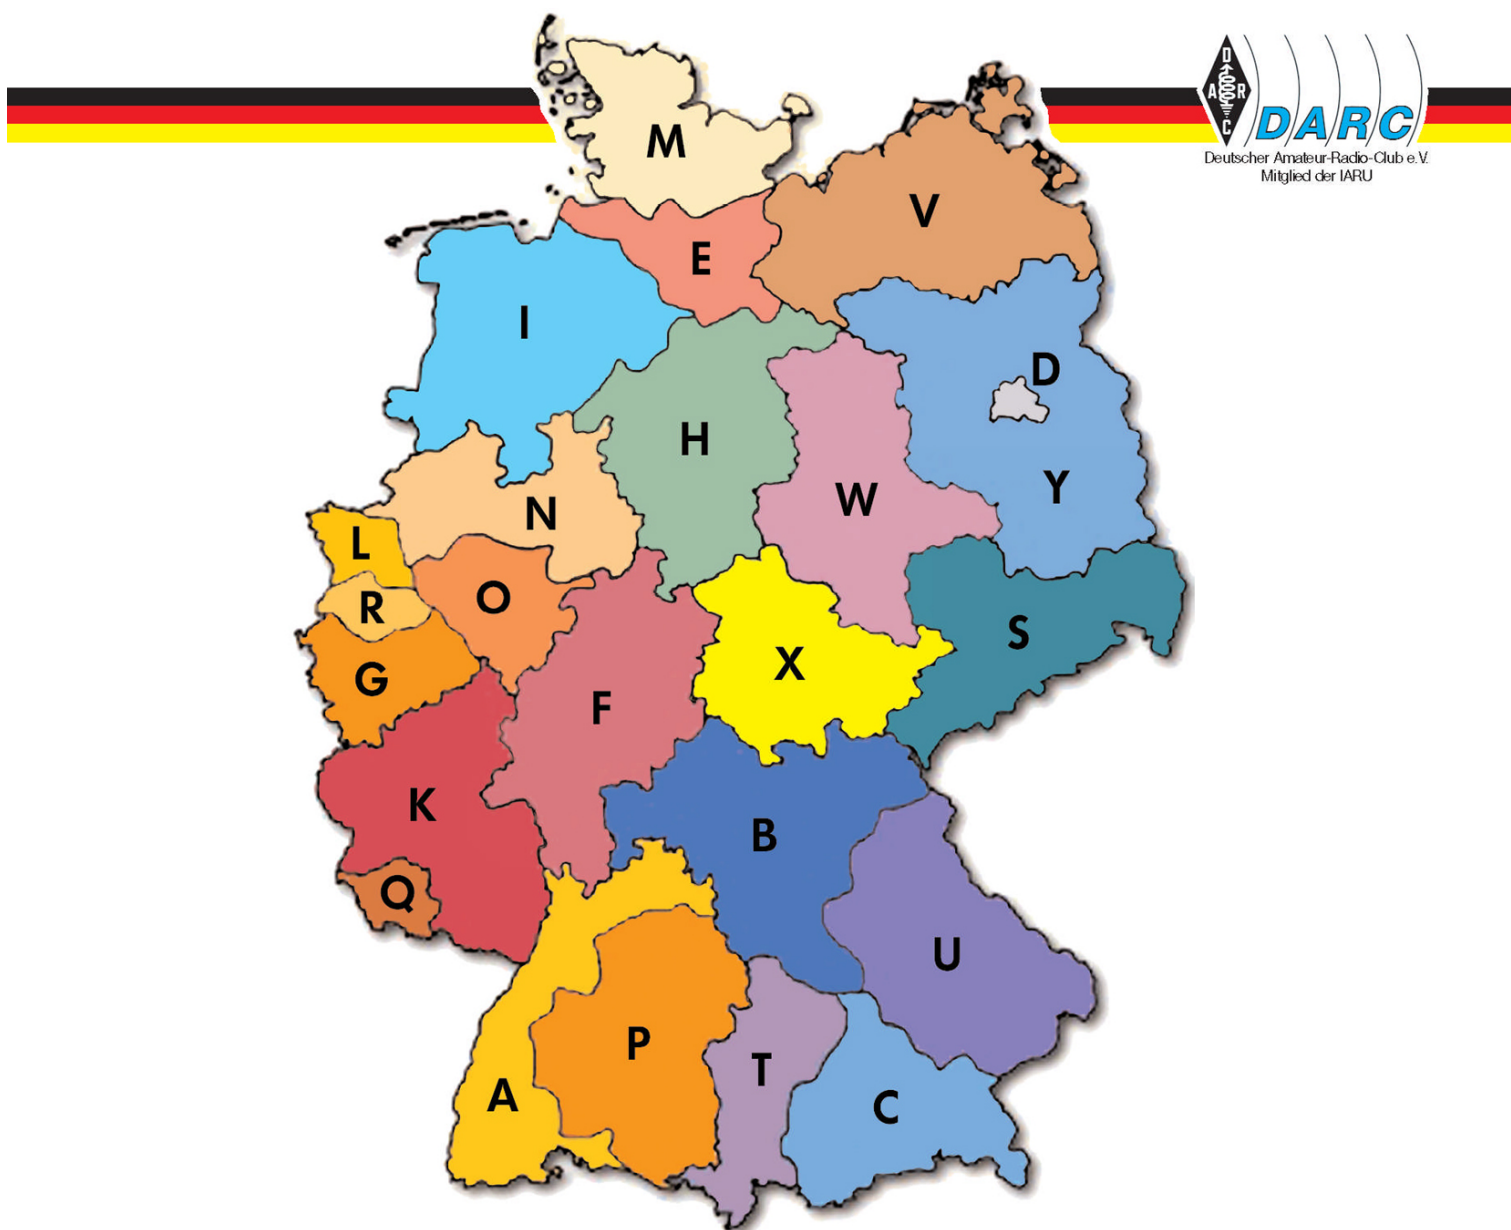 D
A R
C
DARC
Deutscher Amateur-Radio-Club e.V.
Mitglied der IARU
M
V
E
I
D
H
W
Y
N
L
O
R
S
X
G
F
K
B
Q
U
P
T
A
C